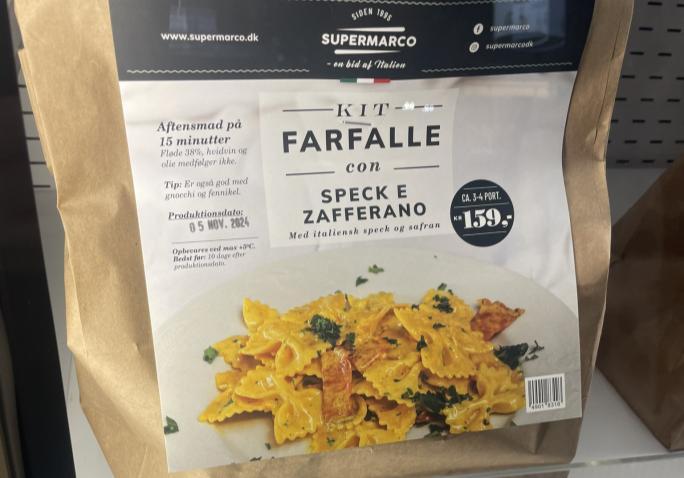 SIDEN 1995
www.supermarco.dk
SUPERMARCO
- en bid af Italien
supermarco
supermarcodk
Aftensmad på
15 minutter
Fløde 38%, hvidvin og
olie medfølger ikke.
Tip: Er også god med
gnocchi og fennikel.
Produktionsdato:
05 NOV. 2024
Opbevares ved max +5°C.
Bedst før: 10 dage efter
produktionsdato.
KIT
FARFALLE
con
SPECK E
ZAFFERANO
Med italiensk speck og safran
CA. 3-4 PORT.
KR 159,-